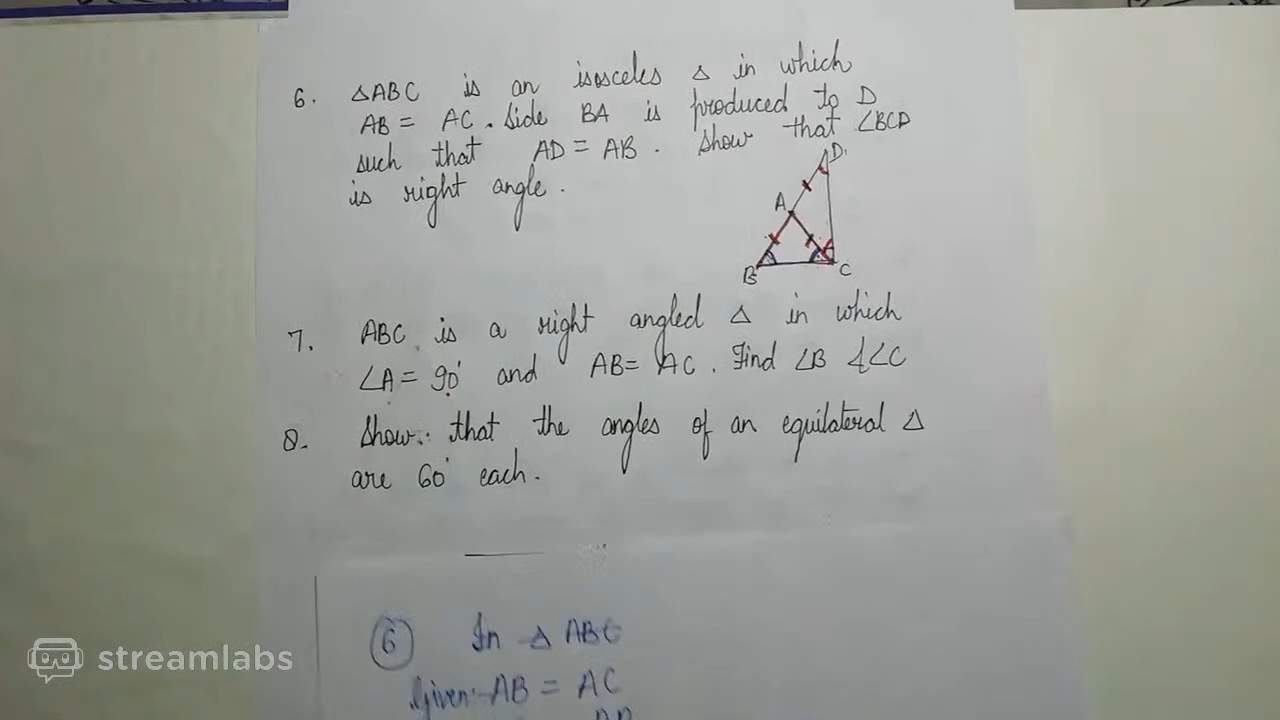 6. ΔABC is an isosceles Δ in which
AB = AC. Side BA is produced to D
such that AD = AB. Show that ∠BCD
is right angle.
D.
A
B
C
7. ABC is a right angled Δ in which
∠A = 90° and AB = AC. Find ∠B & ∠C
8. Show that the angles of an equilateral Δ
are 60° each.
6 In Δ ABC
Given:- AB = AC
streamlabs